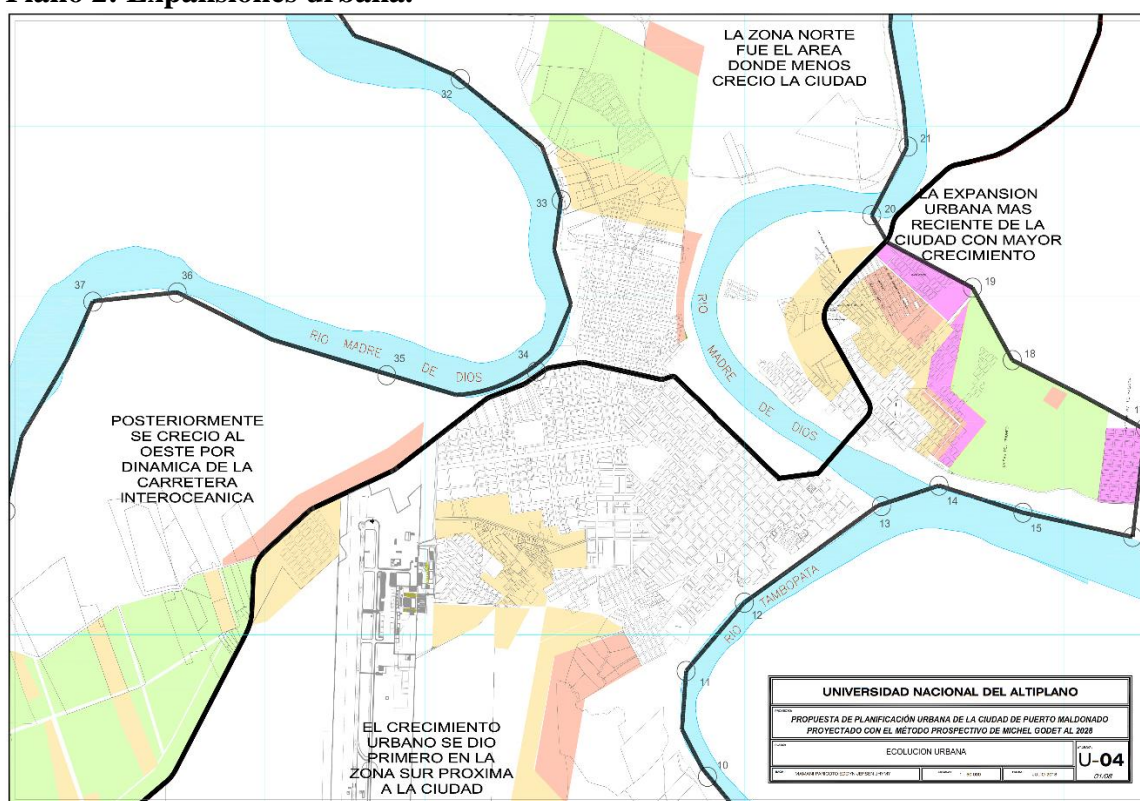 Plano 2: Expansiones urbana.
LA ZONA NORTE
FUE EL AREA
DONDE MENOS
CRECIO LA CIUDAD
32
21
33
20
LA EXPANSION
URBANA MAS
RECIENTE DE LA
CIUDAD CON MAYOR
CRECIMIENTO
36
37
19
RIO MADRE DE DIOS
RIO MADRE DE DIOS
18
35
34
POSTERIORMENTE
SE CRECIO AL
OESTE POR
DINAMICA DE LA
CARRETERA
INTEROCEANICA
14
13
15
RIO TAMBOPATA
12
11
10
EL CRECIMIENTO
URBANO SE DIO
PRIMERO EN LA
ZONA SUR PROXIMA
A LA CIUDAD
UNIVERSIDAD NACIONAL DEL ALTIPLANO
PROPUESTA DE PLANIFICACIÓN URBANA DE LA CIUDAD DE PUERTO MALDONADO
PROYECTADO CON EL MÉTODO PROSPECTIVO DE MICHEL GODET AL 2028
ECOLUCION URBANA
U-04
01/06